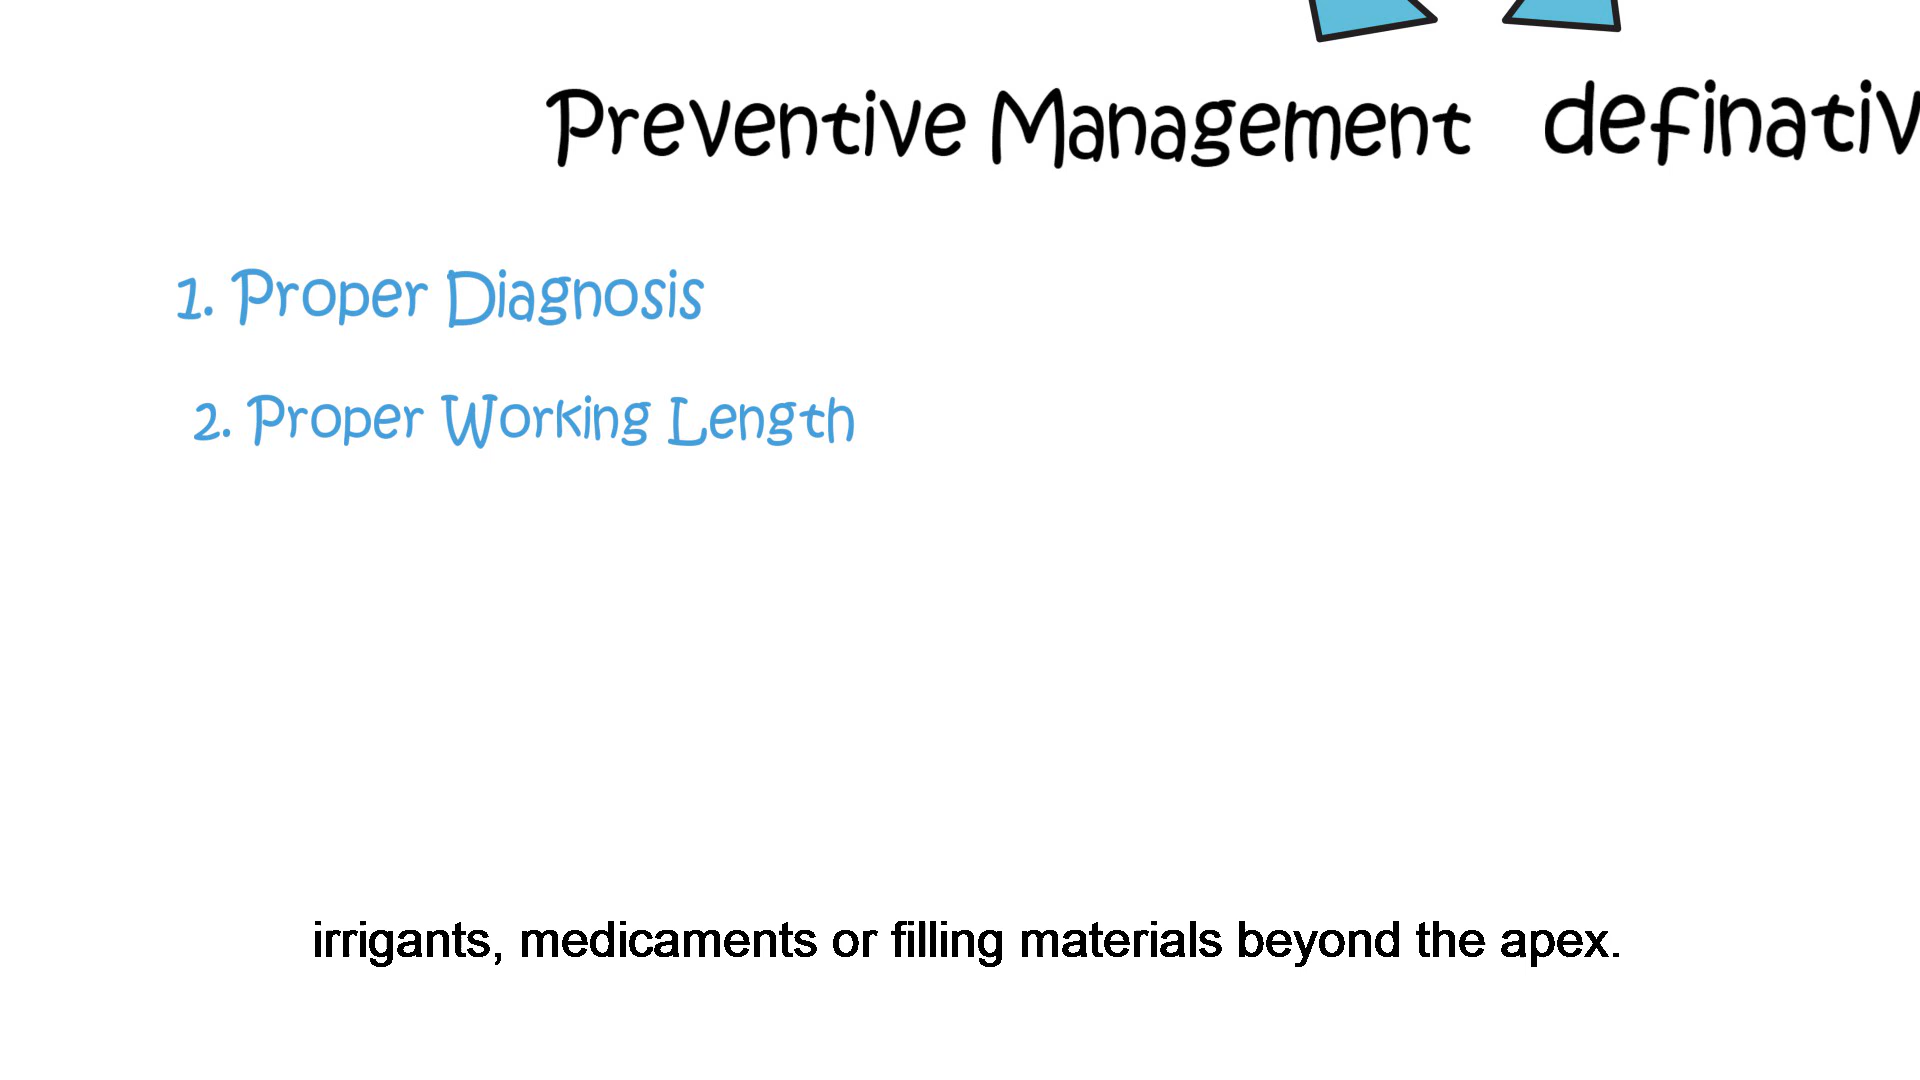 Preventive Management definativ
1. Proper Diagnosis
2. Proper Working Length
irrigants, medicaments or filling materials beyond the apex.